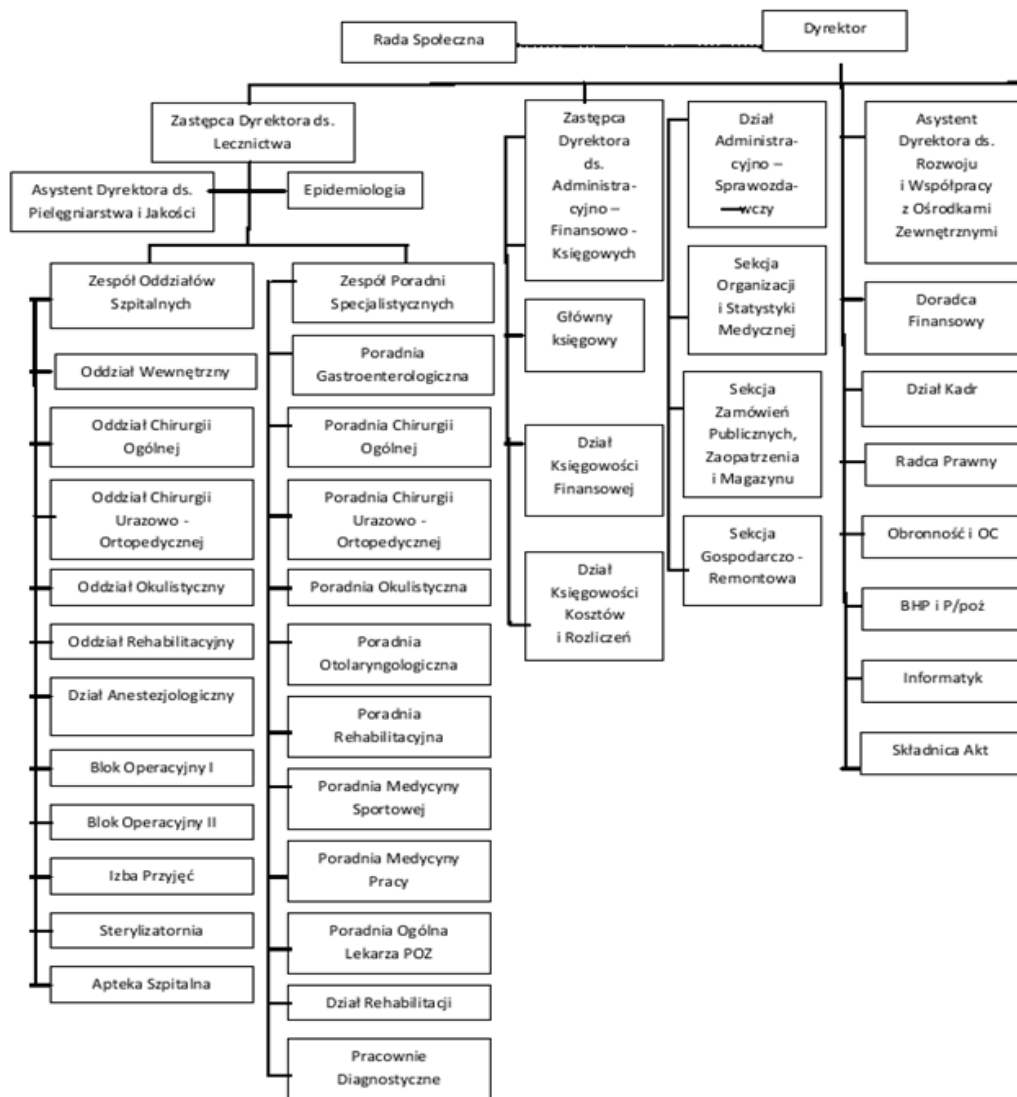 Rada Społeczna
Dyrektor
Zastępca Dyrektora ds.
Lecznictwa
Asystent Dyrektora ds.
Pielęgniarstwa i Jakości
Epidemiologia
Zespół Oddziałów
Szpitalnych
Oddział Wewnętrzny
Oddział Chirurgii
Ogólnej
Oddział Chirurgii
Urazowo -
Ortopedycznej
Oddział Okulistyczny
Oddział Rehabilitacyjny
Dział Anestezjologiczny
Blok Operacyjny I
Blok Operacyjny II
Izba Przyjęć
Sterylizatornia
Apteka Szpitalna
Zespół Poradni
Specjalistycznych
Poradnia
Gastroenterologiczna
Poradnia Chirurgii
Ogólnej
Poradnia Chirurgii
Urazowo -
Ortopedycznej
Poradnia Okulistyczna
Poradnia
Otolaryngologiczna
Poradnia
Rehabilitacyjna
Poradnia Medycyny
Sportowej
Poradnia Medycyny
Pracy
Poradnia Ogólna
Lekarza POZ
Dział Rehabilitacji
Pracownie
Diagnostyczne
Zastępca
Dyrektora
ds.
Administra-
cyjno –
Finansowo -
Księgowych
Główny
księgowy
Dział
Księgowości
Finansowej
Dział
Księgowości
Kosztów
i Rozliczeń
Dział
Administra-
cyjno –
Sprawozda-
wczy
Sekcja
Organizacji
i Statystyki
Medycznej
Sekcja
Zamówień
Publicznych,
Zaopatrzenia
i Magazynu
Sekcja
Gospodarczo -
Remontowa
Asystent
Dyrektora ds.
Rozwoju
i Współpracy
z Ośrodkami
Zewnętrznymi
Doradca
Finansowy
Dział Kadr
Radca Prawny
Obronność i OC
BHP i P/poż
Informatyk
Składnica Akt